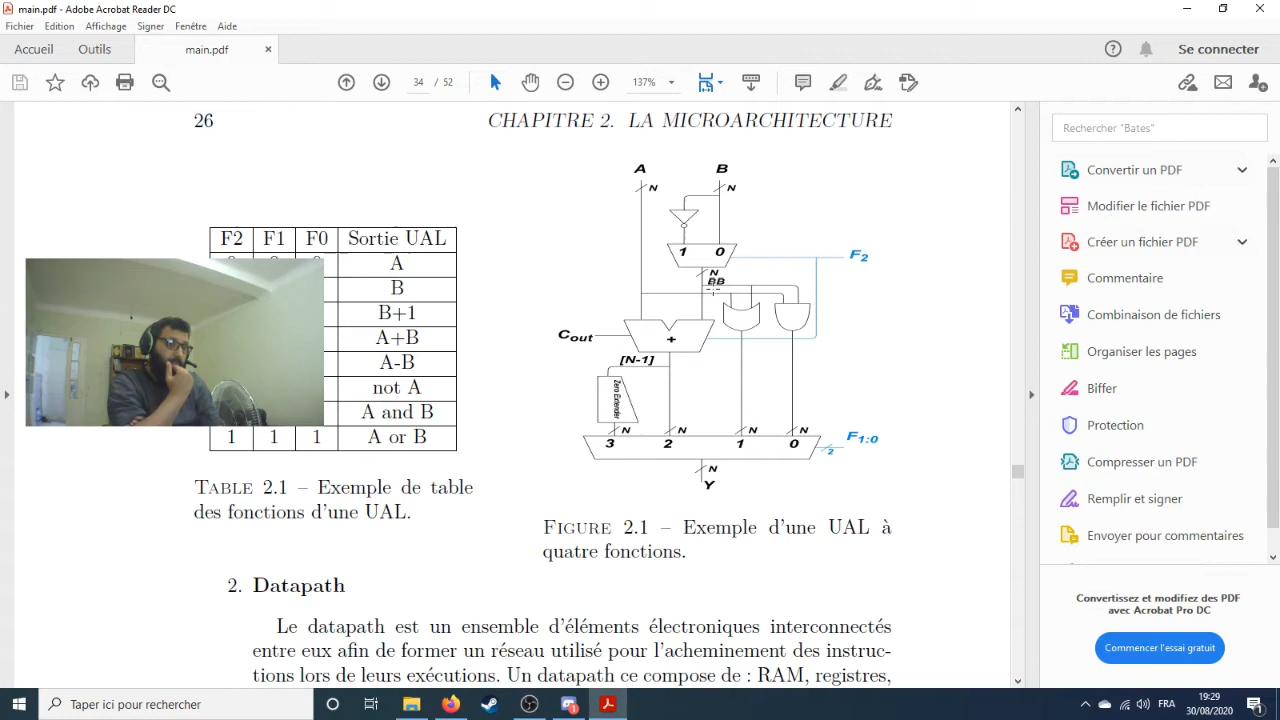 main.pdf - Adobe Acrobat Reader DC
Fichier Edition Affichage Signer Fenêtre Aide
Accueil Outils main.pdf × ? Se connecter
34 / 52 137%
26 CHAPITRE 2. LA MICROARCHITECTURE
F2 F1 F0 Sortie UAL
A
B
B+1
A+B
A-B
not A
A and B
1 1 1 A or B
TABLE 2.1 – Exemple de table
des fonctions d'une UAL.
A B
N N
1 0
F2
N
BB
Cout
+
[N-1]
Zero Extender
N N N N
3 2 1 0
F1:0
2
N
Y
FIGURE 2.1 – Exemple d'une UAL à
quatre fonctions.
2. Datapath
Le datapath est un ensemble d'éléments électroniques interconnectés
entre eux afin de former un réseau utilisé pour l'acheminement des instruc-
tions lors de leurs exécutions. Un datapath ce compose de : RAM, registres,
Rechercher "Bates"
Convertir un PDF
Modifier le fichier PDF
Créer un fichier PDF
Commentaire
Combinaison de fichiers
Organiser les pages
Biffer
Protection
Compresser un PDF
Remplir et signer
Envoyer pour commentaires
Convertissez et modifiez des PDF
avec Acrobat Pro DC
Commencer l'essai gratuit
Taper ici pour rechercher
FRA
19:29
30/08/2020
1